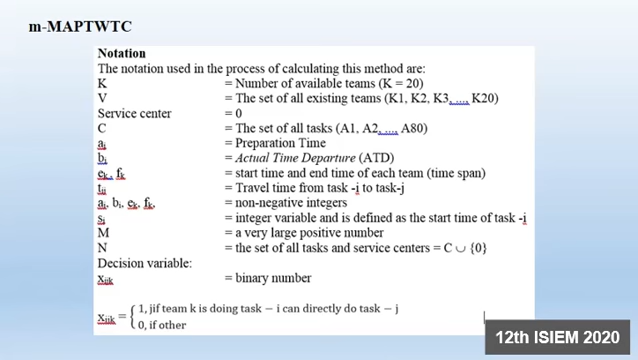 m-MAPTWTC
Notation
The notation used in the process of calculating this method are:
K = Number of available teams (K = 20)
V = The set of all existing teams (K1, K2, K3, ..., K20)
Service center = 0
C = The set of all tasks (A1, A2, ..., A80)
ai = Preparation Time
bi = Actual Time Departure (ATD)
ek, fk = start time and end time of each team (time span)
tij = Travel time from task -i to task-j
ai, bi, ek, fk, = non-negative integers
si = integer variable and is defined as the start time of task -i
M = a very large positive number
N = the set of all tasks and service centers = C ∪ {0}
Decision variable:
xijk = binary number
xijk = { 1, jif team k is doing task − i can directly do task − j
0, if other
12th ISIEM 2020